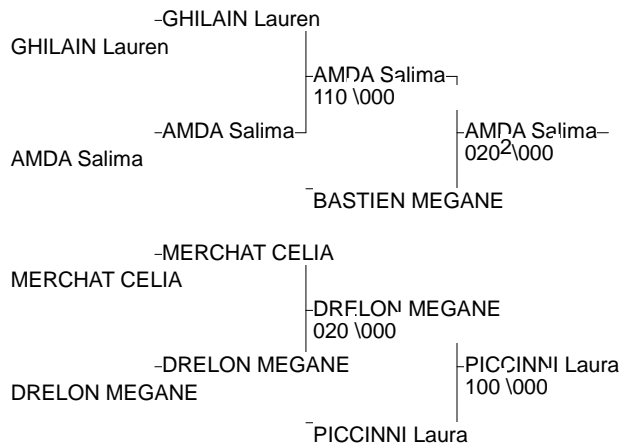 GHILAIN Lauren
GHILAIN Lauren
AMDA Salima
110 \000
AMDA Salima
AMDA Salima
AMDA Salima
020 2\000
BASTIEN MEGANE
MERCHAT CELIA
MERCHAT CELIA
DRELON MEGANE
020 \000
DRELON MEGANE
DRELON MEGANE
PICCINNI Laura
100 \000
PICCINNI Laura